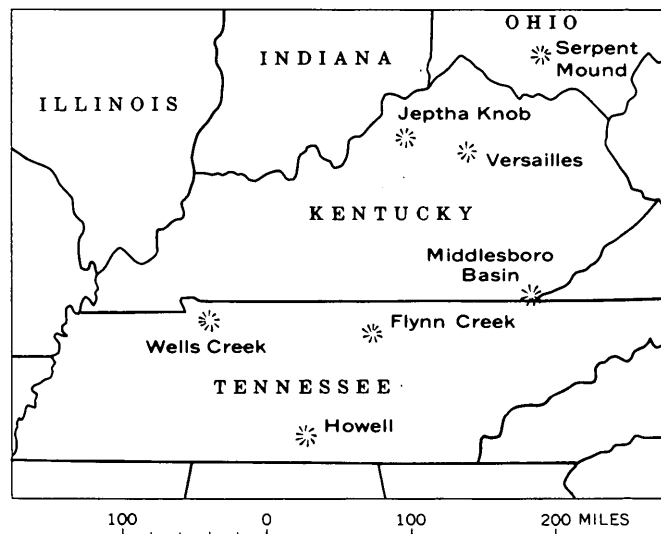 OHIO
INDIANA
Serpent
Mound
ILLINOIS
Jeptha Knob
Versailles
KENTUCKY
Middlesboro
Basin
Flynn Creek
Wells Creek
TENNESSEE
Howell
100 0 100 200 MILES